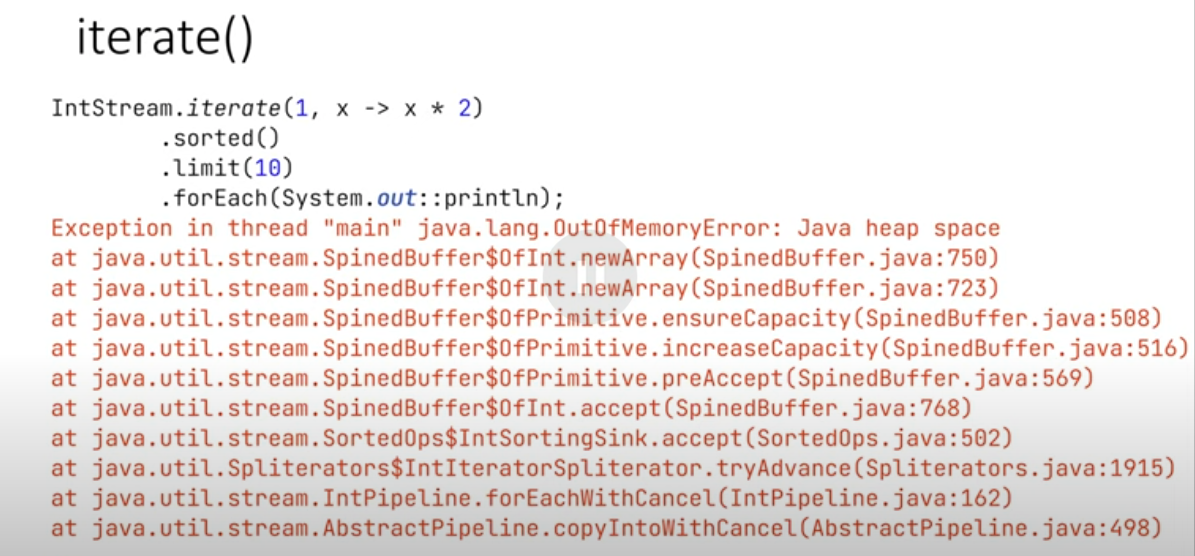 iterate()
IntStream.iterate(1, x -> x * 2)
.sorted()
.limit(10)
.forEach(System.out::println);
Exception in thread "main" java.lang.OutOfMemoryError: Java heap space
at java.util.stream.SpinedBuffer$OfInt.newArray(SpinedBuffer.java:750)
at java.util.stream.SpinedBuffer$OfInt.newArray(SpinedBuffer.java:723)
at java.util.stream.SpinedBuffer$OfPrimitive.ensureCapacity(SpinedBuffer.java:508)
at java.util.stream.SpinedBuffer$OfPrimitive.increaseCapacity(SpinedBuffer.java:516)
at java.util.stream.SpinedBuffer$OfPrimitive.preAccept(SpinedBuffer.java:569)
at java.util.stream.SpinedBuffer$OfInt.accept(SpinedBuffer.java:768)
at java.util.stream.SortedOps$IntSortingSink.accept(SortedOps.java:502)
at java.util.Spliterators$IntIteratorSpliterator.tryAdvance(Spliterators.java:1915)
at java.util.stream.IntPipeline.forEachWithCancel(IntPipeline.java:162)
at java.util.stream.AbstractPipeline.copyIntoWithCancel(AbstractPipeline.java:498)